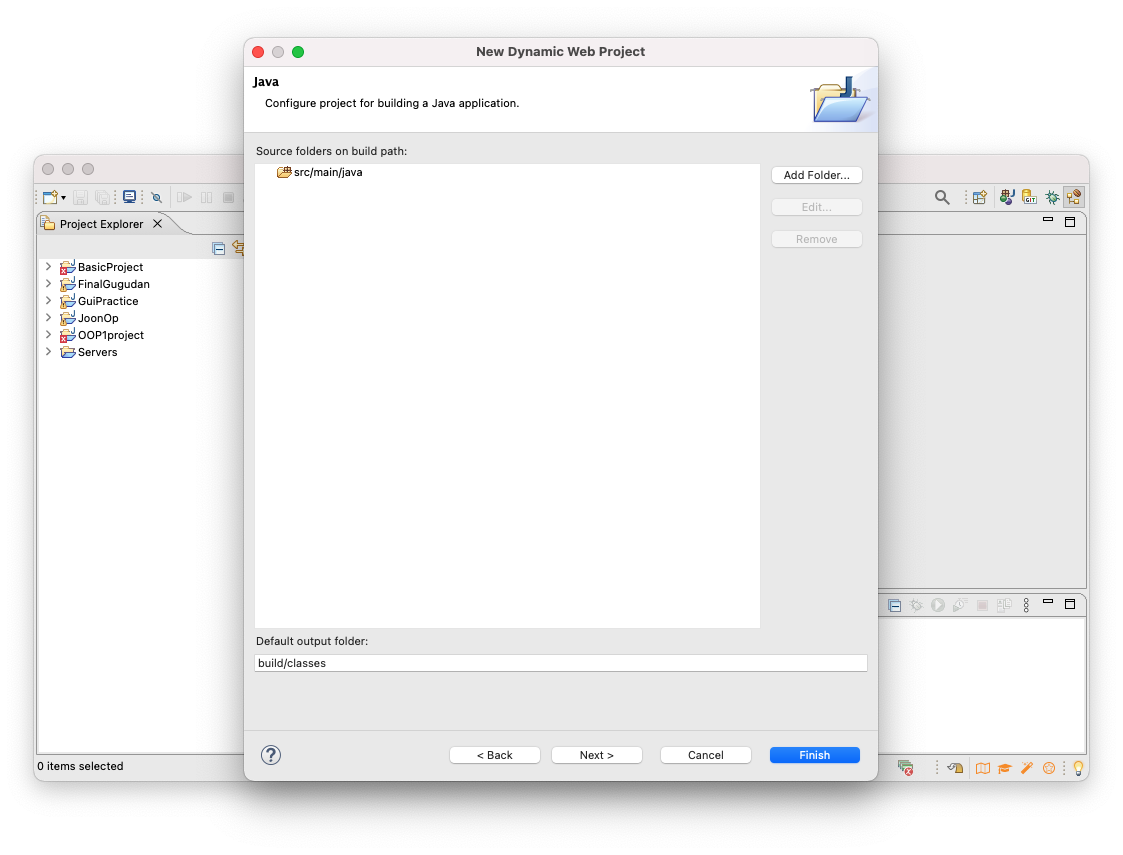 New Dynamic Web Project
Java
Configure project for building a Java application.
Source folders on build path:
src/main/java
Add Folder...
Edit...
Remove
Project Explorer
BasicProject
FinalGugudan
GuiPractice
JoonOp
OOP1project
Servers
Default output folder:
build/classes
< Back
Next >
Cancel
Finish
0 items selected